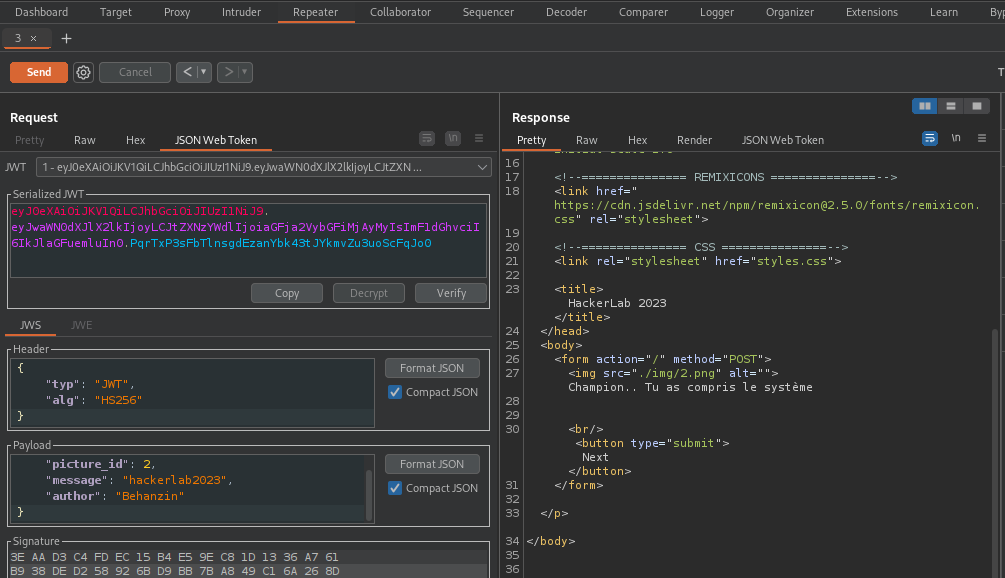 Dashboard Target Proxy Intruder Repeater Collaborator Sequencer Decoder Comparer Logger Organizer Extensions Learn
3 × +
Send Cancel < >
Request
Pretty Raw Hex JSON Web Token
\n
JWT 1 - eyJ0eXAiOiJKV1QiLCJhbGciOiJIUzI1NiJ9.eyJwaWN0dXJlX2lkIjoyLCJtZXN ...
Serialized JWT
eyJ0eXAiOiJKV1QiLCJhbGciOiJIUzI1NiJ9.
eyJwaWN0dXJlX2lkIjoyLCJtZXNzYWdlIjoiaGFja2VybGFiMjAyMyIsImF1dGhvciI
6IkJlaGFuemluIn0.PqrTxP3sFbTlnsgdEzanYbk43tJYkmvZu3uoScFqJo0
Copy Decrypt Verify
JWS JWE
Header
{
"typ": "JWT",
"alg": "HS256"
}
Format JSON
Compact JSON
Payload
"picture_id": 2,
"message": "hackerlab2023",
"author": "Behanzin"
}
Format JSON
Compact JSON
Signature
3E AA D3 C4 FD EC 15 B4 E5 9E C8 1D 13 36 A7 61
B9 38 DE D2 58 92 6B D9 BB 7B A8 49 C1 6A 26 8D
Response
Pretty Raw Hex Render JSON Web Token
\n
16
17 <!--=============== REMIXICONS ===============-->
18 <link href="
https://cdn.jsdelivr.net/npm/remixicon@2.5.0/fonts/remixicon.
css" rel="stylesheet">
19
20 <!--=============== CSS ===============-->
21 <link rel="stylesheet" href="styles.css">
22
23 <title>
HackerLab 2023
</title>
24 </head>
25 <body>
26 <form action="/" method="POST">
27 <img src="./img/2.png" alt="">
Champion.. Tu as compris le système
28
29
30 <br/>
<button type="submit">
Next
</button>
31 </form>
32
33 </p>
34 </body>
35
36